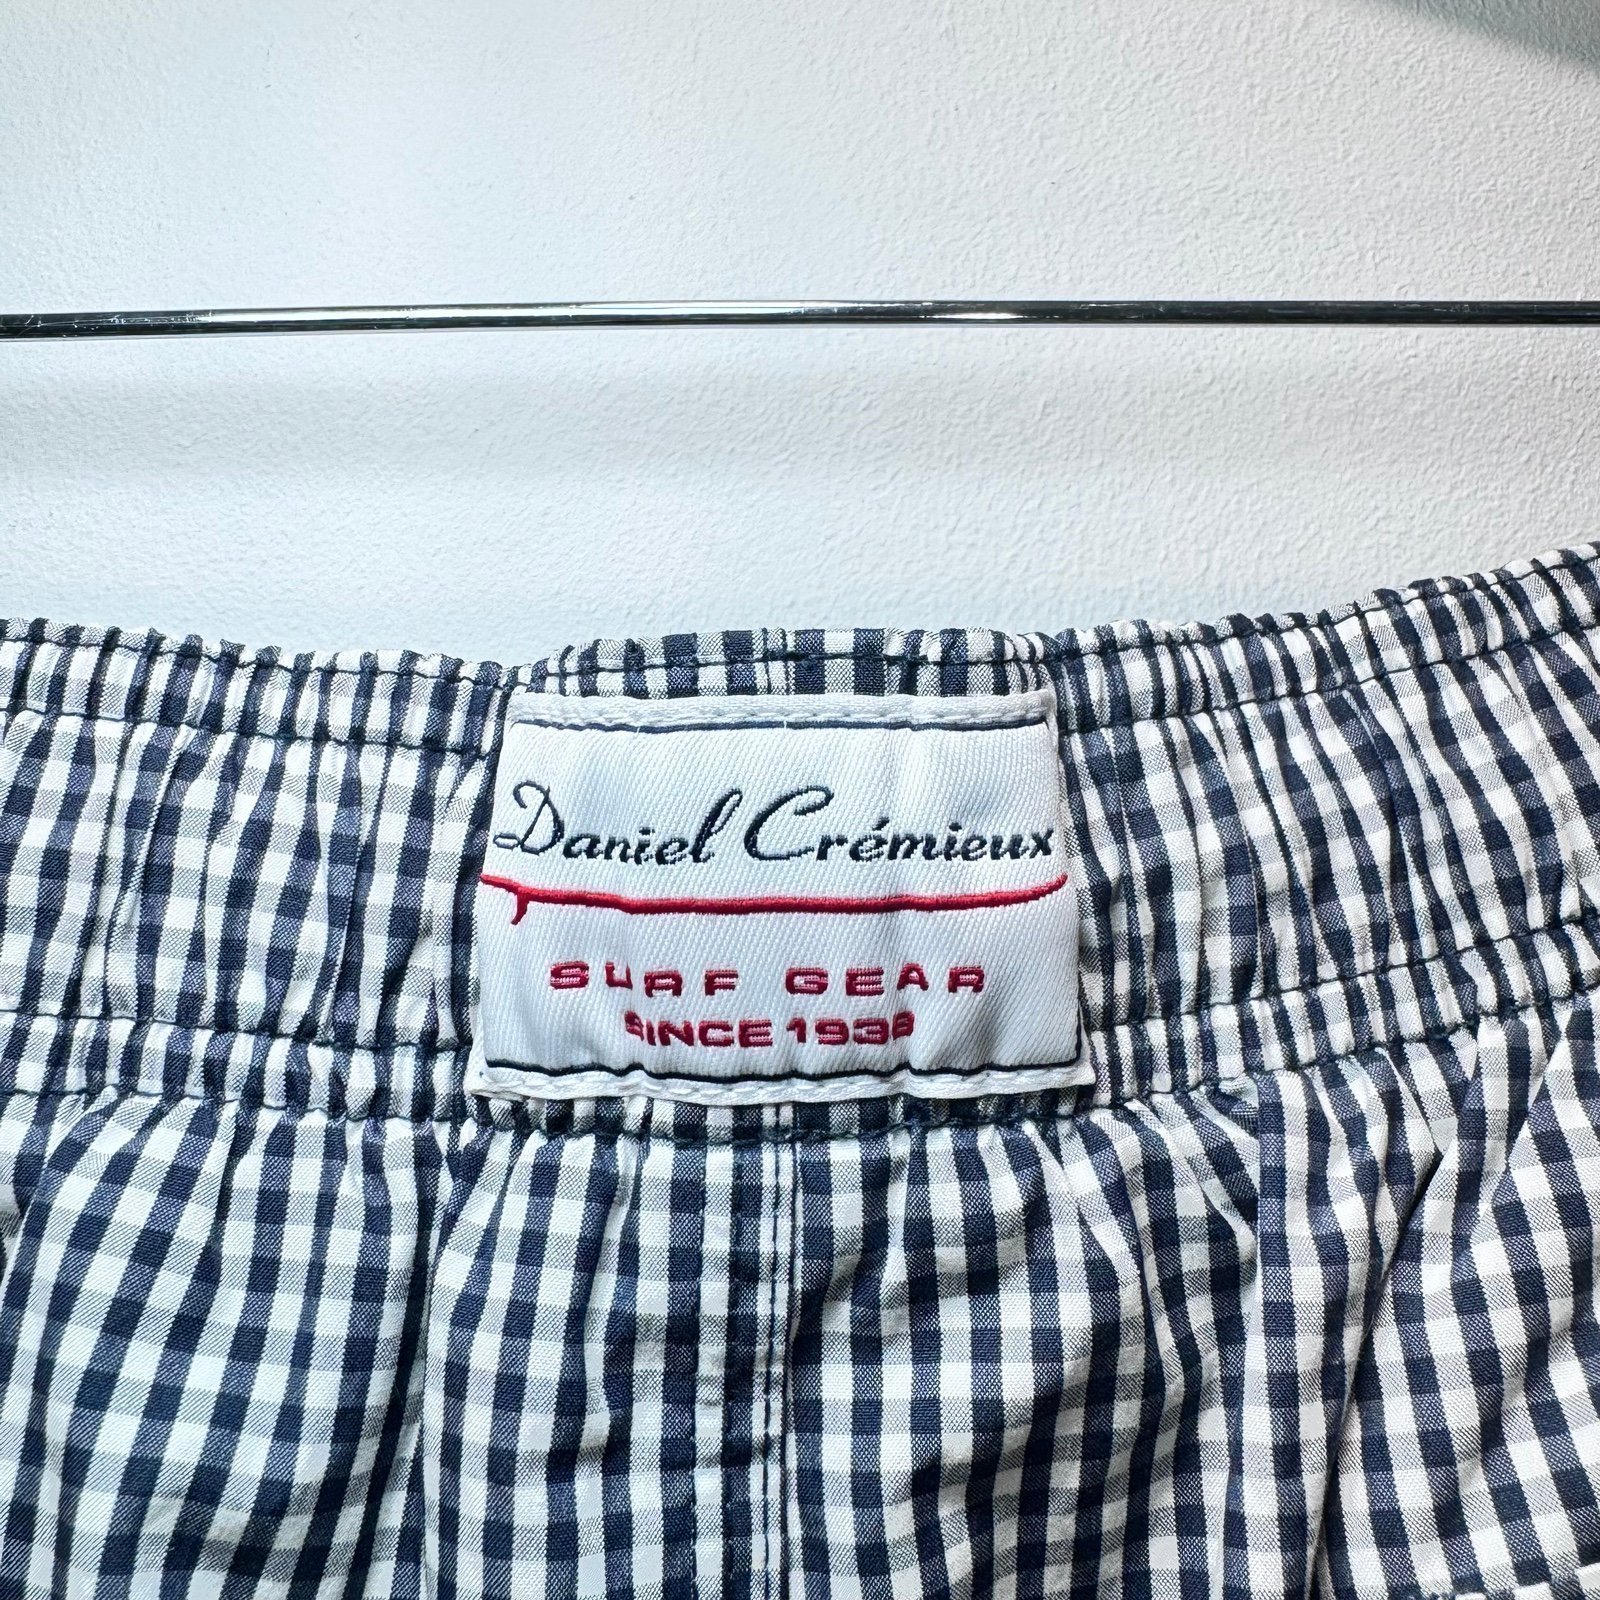 Daniel Crémieux
SURF GEAR
SINCE 1938